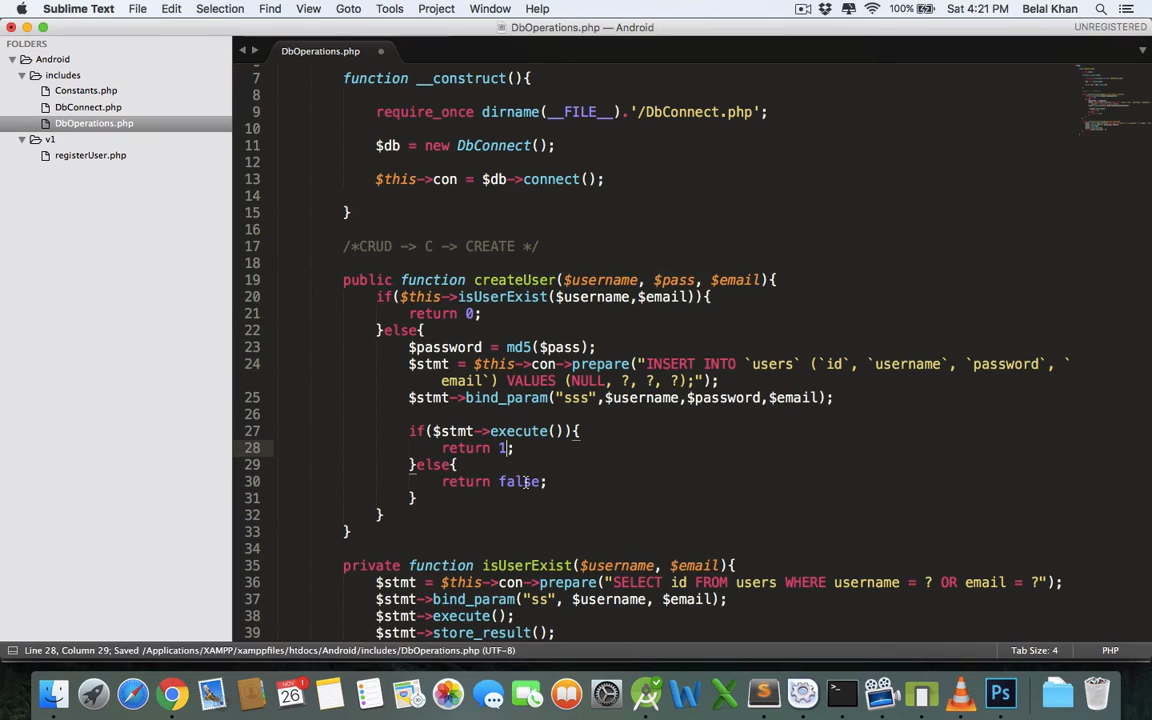 Sublime Text File Edit Selection Find View Goto Tools Project Window Help 100% Sat 4:21 PM Belal Khan
DbOperations.php — Android UNREGISTERED
FOLDERS
Android
includes
Constants.php
DbConnect.php
DbOperations.php
v1
registerUser.php
DbOperations.php
7 function __construct(){
8
9 require_once dirname(__FILE__).'/DbConnect.php';
10
11 $db = new DbConnect();
12
13 $this->con = $db->connect();
14
15 }
16
17 /*CRUD -> C -> CREATE */
18
19 public function createUser($username, $pass, $email){
20 if($this->isUserExist($username,$email)){
21 return 0;
22 }else{
23 $password = md5($pass);
24 $stmt = $this->con->prepare("INSERT INTO `users` (`id`, `username`, `password`, `
email`) VALUES (NULL, ?, ?, ?);");
25 $stmt->bind_param("sss",$username,$password,$email);
26
27 if($stmt->execute()){
28 return 1;
29 }else{
30 return false;
31 }
32 }
33 }
34
35 private function isUserExist($username, $email){
36 $stmt = $this->con->prepare("SELECT id FROM users WHERE username = ? OR email = ?");
37 $stmt->bind_param("ss", $username, $email);
38 $stmt->execute();
39 $stmt->store_result();
Line 28, Column 29; Saved /Applications/XAMPP/xamppfiles/htdocs/Android/includes/DbOperations.php (UTF-8) Tab Size: 4 PHP
NOV
26
1
W
X
Ps